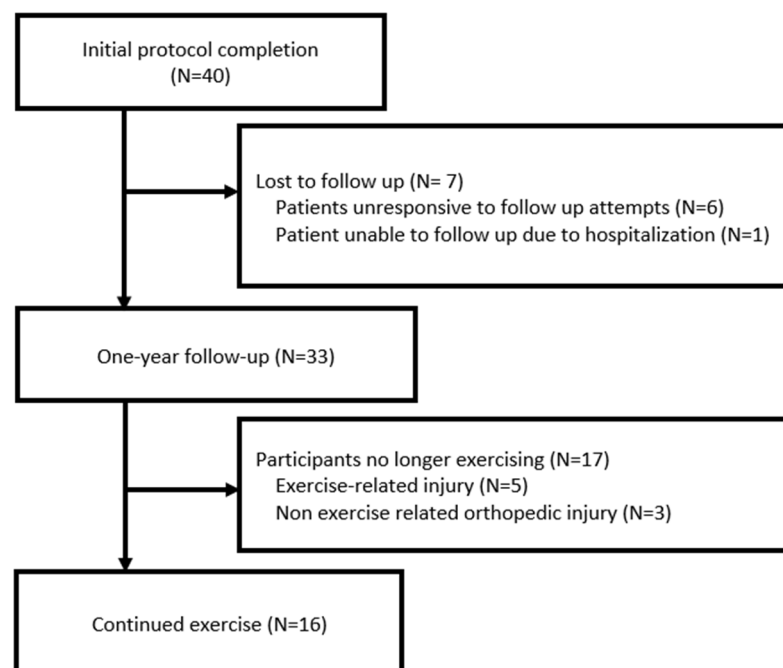 Initial protocol completion
(N=40)
Lost to follow up (N= 7)
Patients unresponsive to follow up attempts (N=6)
Patient unable to follow up due to hospitalization (N=1)
One-year follow-up (N=33)
Participants no longer exercising (N=17)
Exercise-related injury (N=5)
Non exercise related orthopedic injury (N=3)
Continued exercise (N=16)